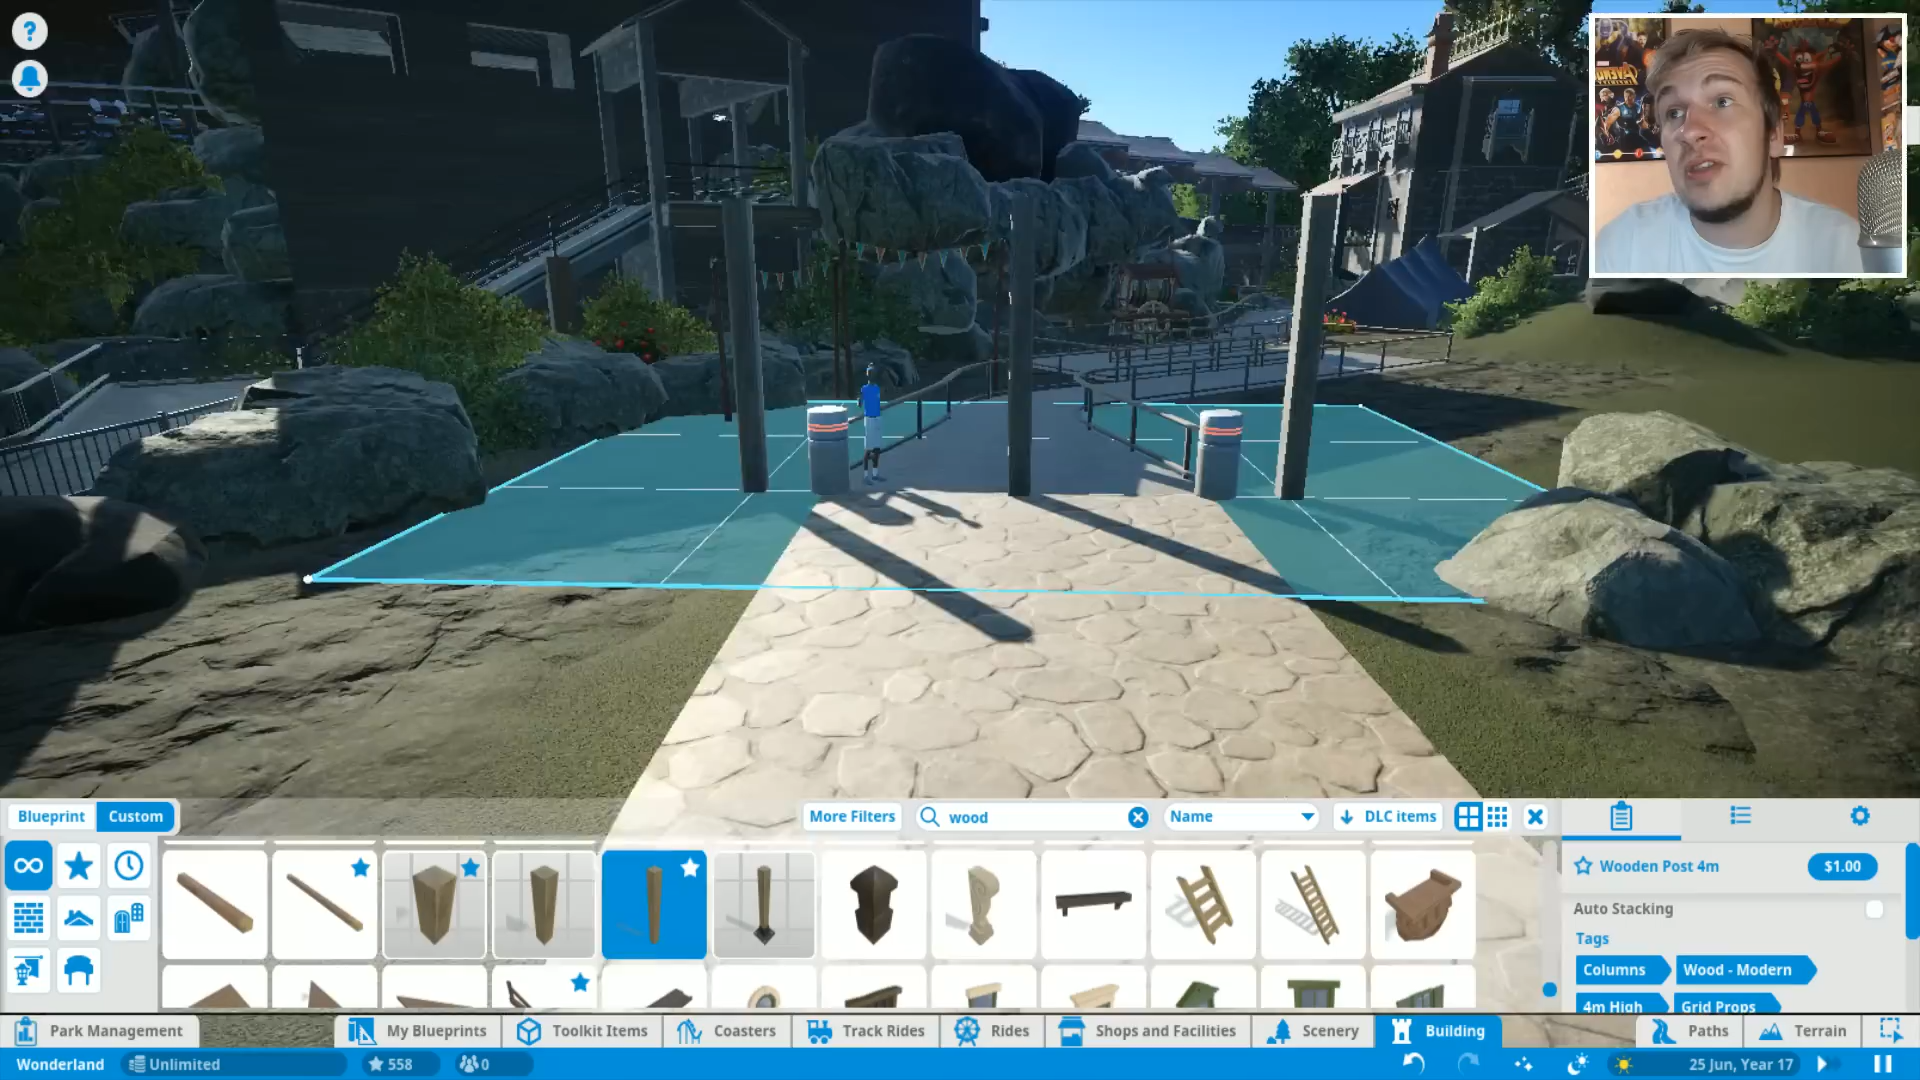 ?
AVENGERS
Blueprint
Custom
More Filters
wood
Name
DLC items
Wooden Post 4m
$1.00
Auto Stacking
Tags
Columns
Wood - Modern
4m High
Grid Props
Park Management
My Blueprints
Toolkit Items
Coasters
Track Rides
Rides
Shops and Facilities
Scenery
Building
Paths
Terrain
Wonderland
Unlimited
558
0
25 Jun, Year 17